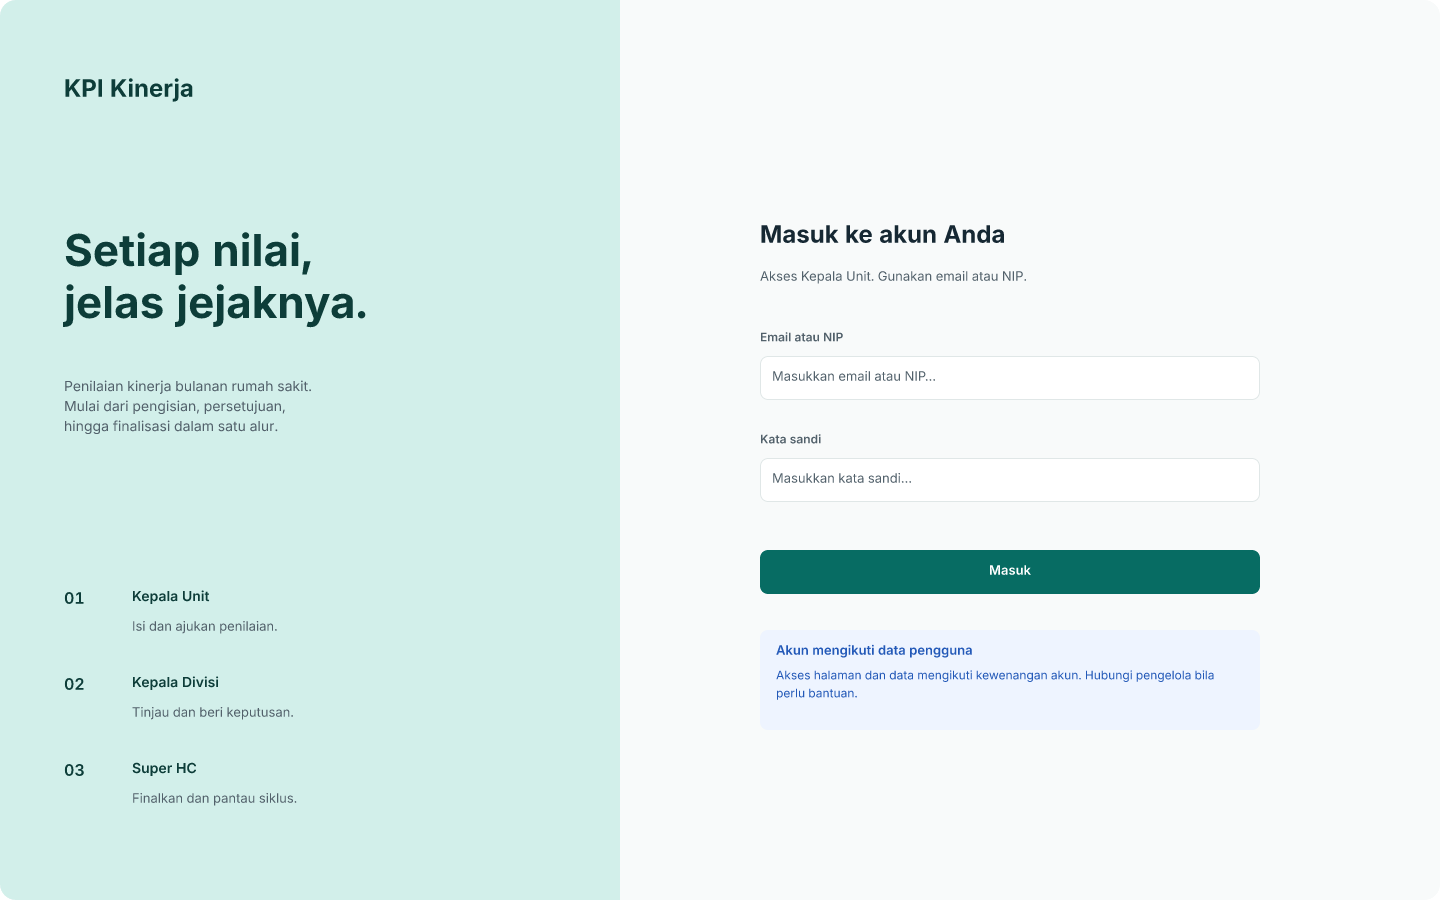 KPI Kinerja
Setiap nilai,
jelas jejaknya.
Penilaian kinerja bulanan rumah sakit.
Mulai dari pengisian, persetujuan,
hingga finalisasi dalam satu alur.
01
Kepala Unit
Isi dan ajukan penilaian.
02
Kepala Divisi
Tinjau dan beri keputusan.
03
Super HC
Finalkan dan pantau siklus.
Masuk ke akun Anda
Akses Kepala Unit. Gunakan email atau NIP.
Email atau NIP
Masukkan email atau NIP...
Kata sandi
Masukkan kata sandi...
Masuk
Akun mengikuti data pengguna
Akses halaman dan data mengikuti kewenangan akun. Hubungi pengelola bila
perlu bantuan.